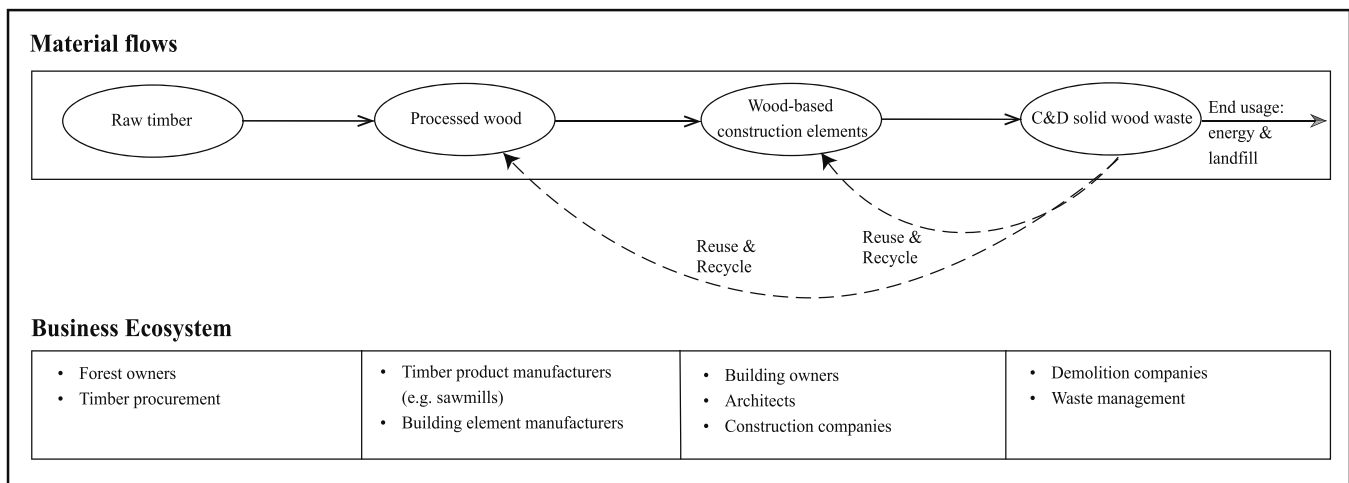 Material flows
Raw timber
Processed wood
Wood-based
construction elements
C&D solid wood waste
End usage:
energy &
landfill
Reuse &
Recycle
Reuse &
Recycle
Business Ecosystem
• Forest owners
• Timber procurement
• Timber product manufacturers
(e.g. sawmills)
• Building element manufacturers
• Building owners
• Architects
• Construction companies
• Demolition companies
• Waste management